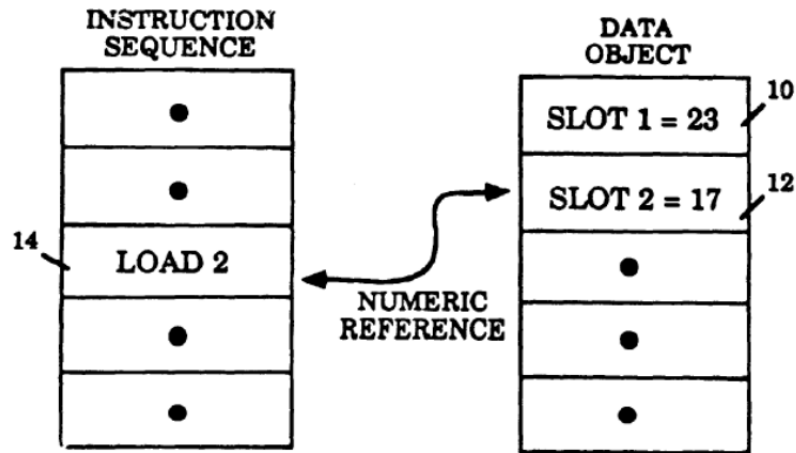 INSTRUCTION
SEQUENCE
14
LOAD 2
NUMERIC
REFERENCE
DATA
OBJECT
SLOT 1 = 23
10
SLOT 2 = 17
12